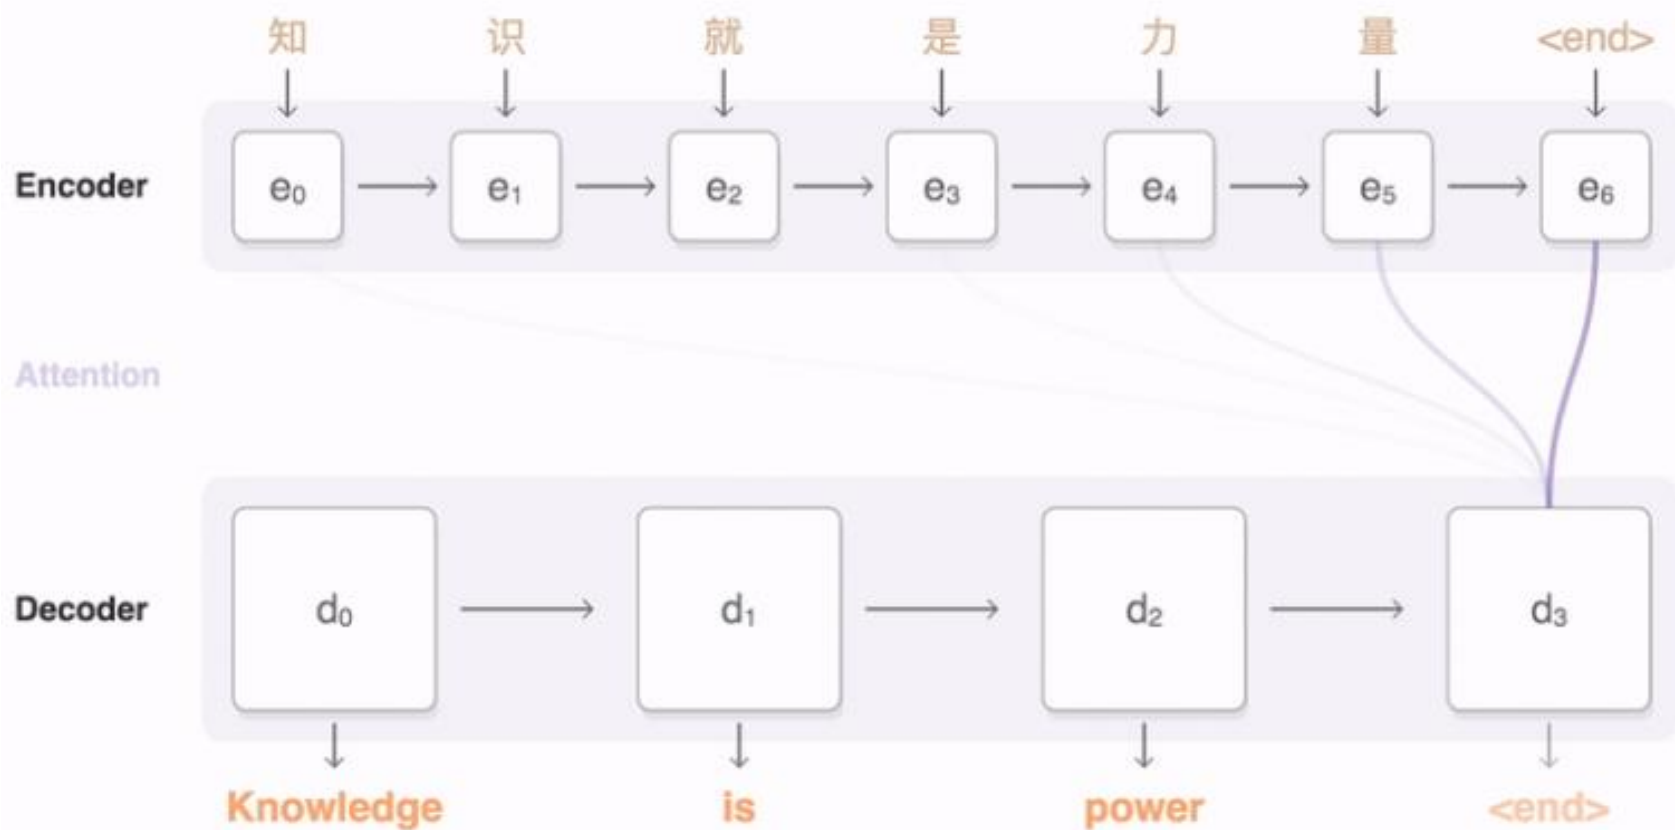 知 识 就 是 力 量 <end>
Encoder e₀ e₁ e₂ e₃ e₄ e₅ e₆
Attention
Decoder d₀ d₁ d₂ d₃
Knowledge is power <end>